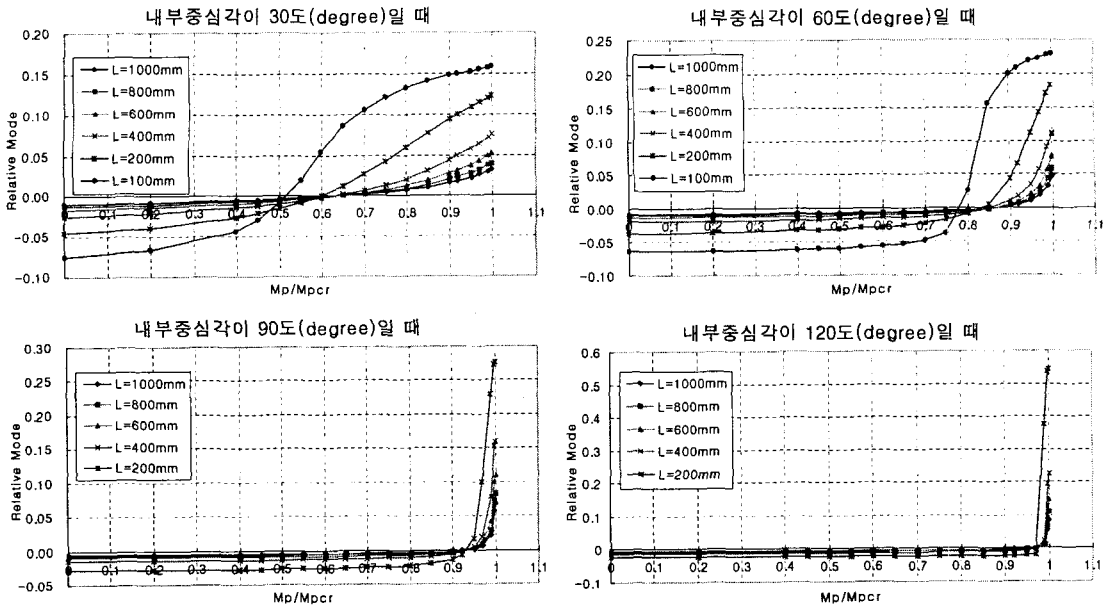 내부중심각이 30도(degree)일 때
0.20
0.15
0.10
0.05
0.00
-0.05
-0.10
Relative Mode
L=1000mm
L=800mm
L=600mm
L=400mm
L=200mm
L=100mm
0 0.1 0.2 0.3 0.4 0.5 0.6 0.7 0.8 0.9 1 1.1
Mp/Mpcr
내부중심각이 60도(degree)일 때
0.25
0.20
0.15
0.10
0.05
0.00
-0.05
-0.10
Relative Mode
L=1000mm
L=800mm
L=600mm
L=400mm
L=200mm
L=100mm
0 0.1 0.2 0.3 0.4 0.5 0.6 0.7 0.8 0.9 1 1.1
Mp/Mpcr
내부중심각이 90도(degree)일 때
0.30
0.25
0.20
0.15
0.10
0.05
0.00
-0.05
Relative Mode
L=1000mm
L=800mm
L=600mm
L=400mm
L=200mm
0 0.1 0.2 0.3 0.4 0.5 0.6 0.7 0.8 0.9 1 1.1
Mp/Mpcr
내부중심각이 120도(degree)일 때
0.6
0.5
0.4
0.3
0.2
0.1
0
-0.1
Relative Mode
L=1000mm
L=800mm
L=600mm
L=400mm
L=200mm
0 0.1 0.2 0.3 0.4 0.5 0.6 0.7 0.8 0.9 1 1.1
Mp/Mpcr